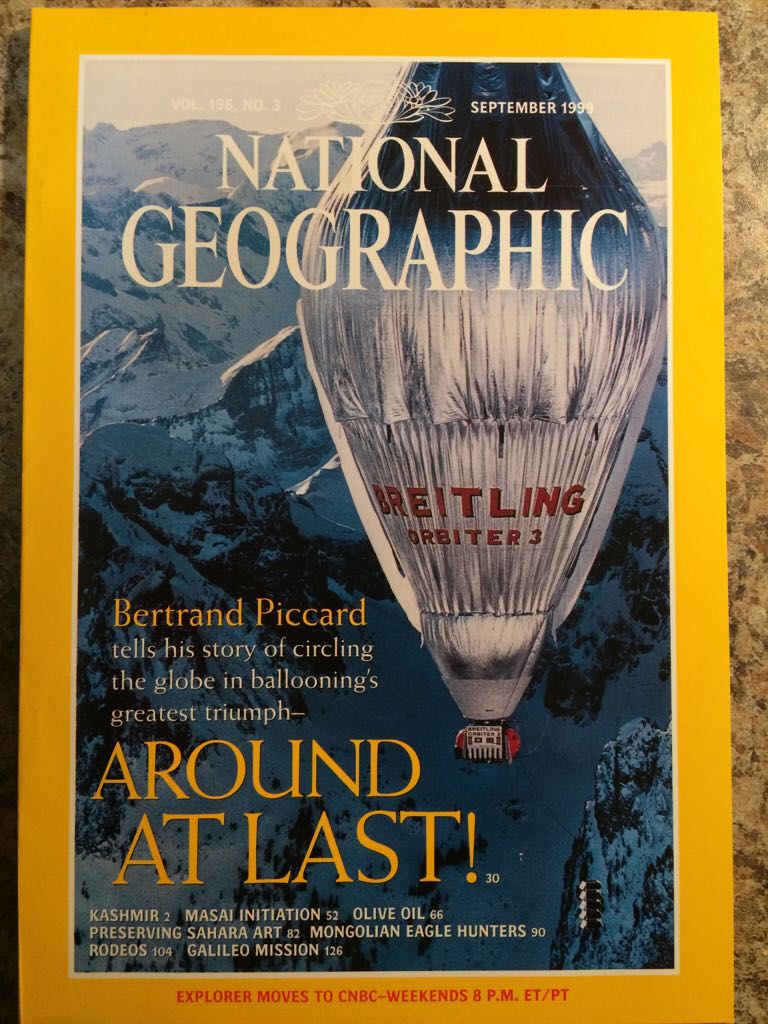 VOL. 196, NO. 3
SEPTEMBER 1999
NATIONAL
GEOGRAPHIC
BREITLING
ORBITER 3
Bertrand Piccard
tells his story of circling
the globe in ballooning's
greatest triumph–
BREITLING
ORBITER 3
AROUND
AT LAST! 30
KASHMIR 2 MASAI INITIATION 52 OLIVE OIL 66
PRESERVING SAHARA ART 82 MONGOLIAN EAGLE HUNTERS 90
RODEOS 104 GALILEO MISSION 126
EXPLORER MOVES TO CNBC–WEEKENDS 8 P.M. ET/PT